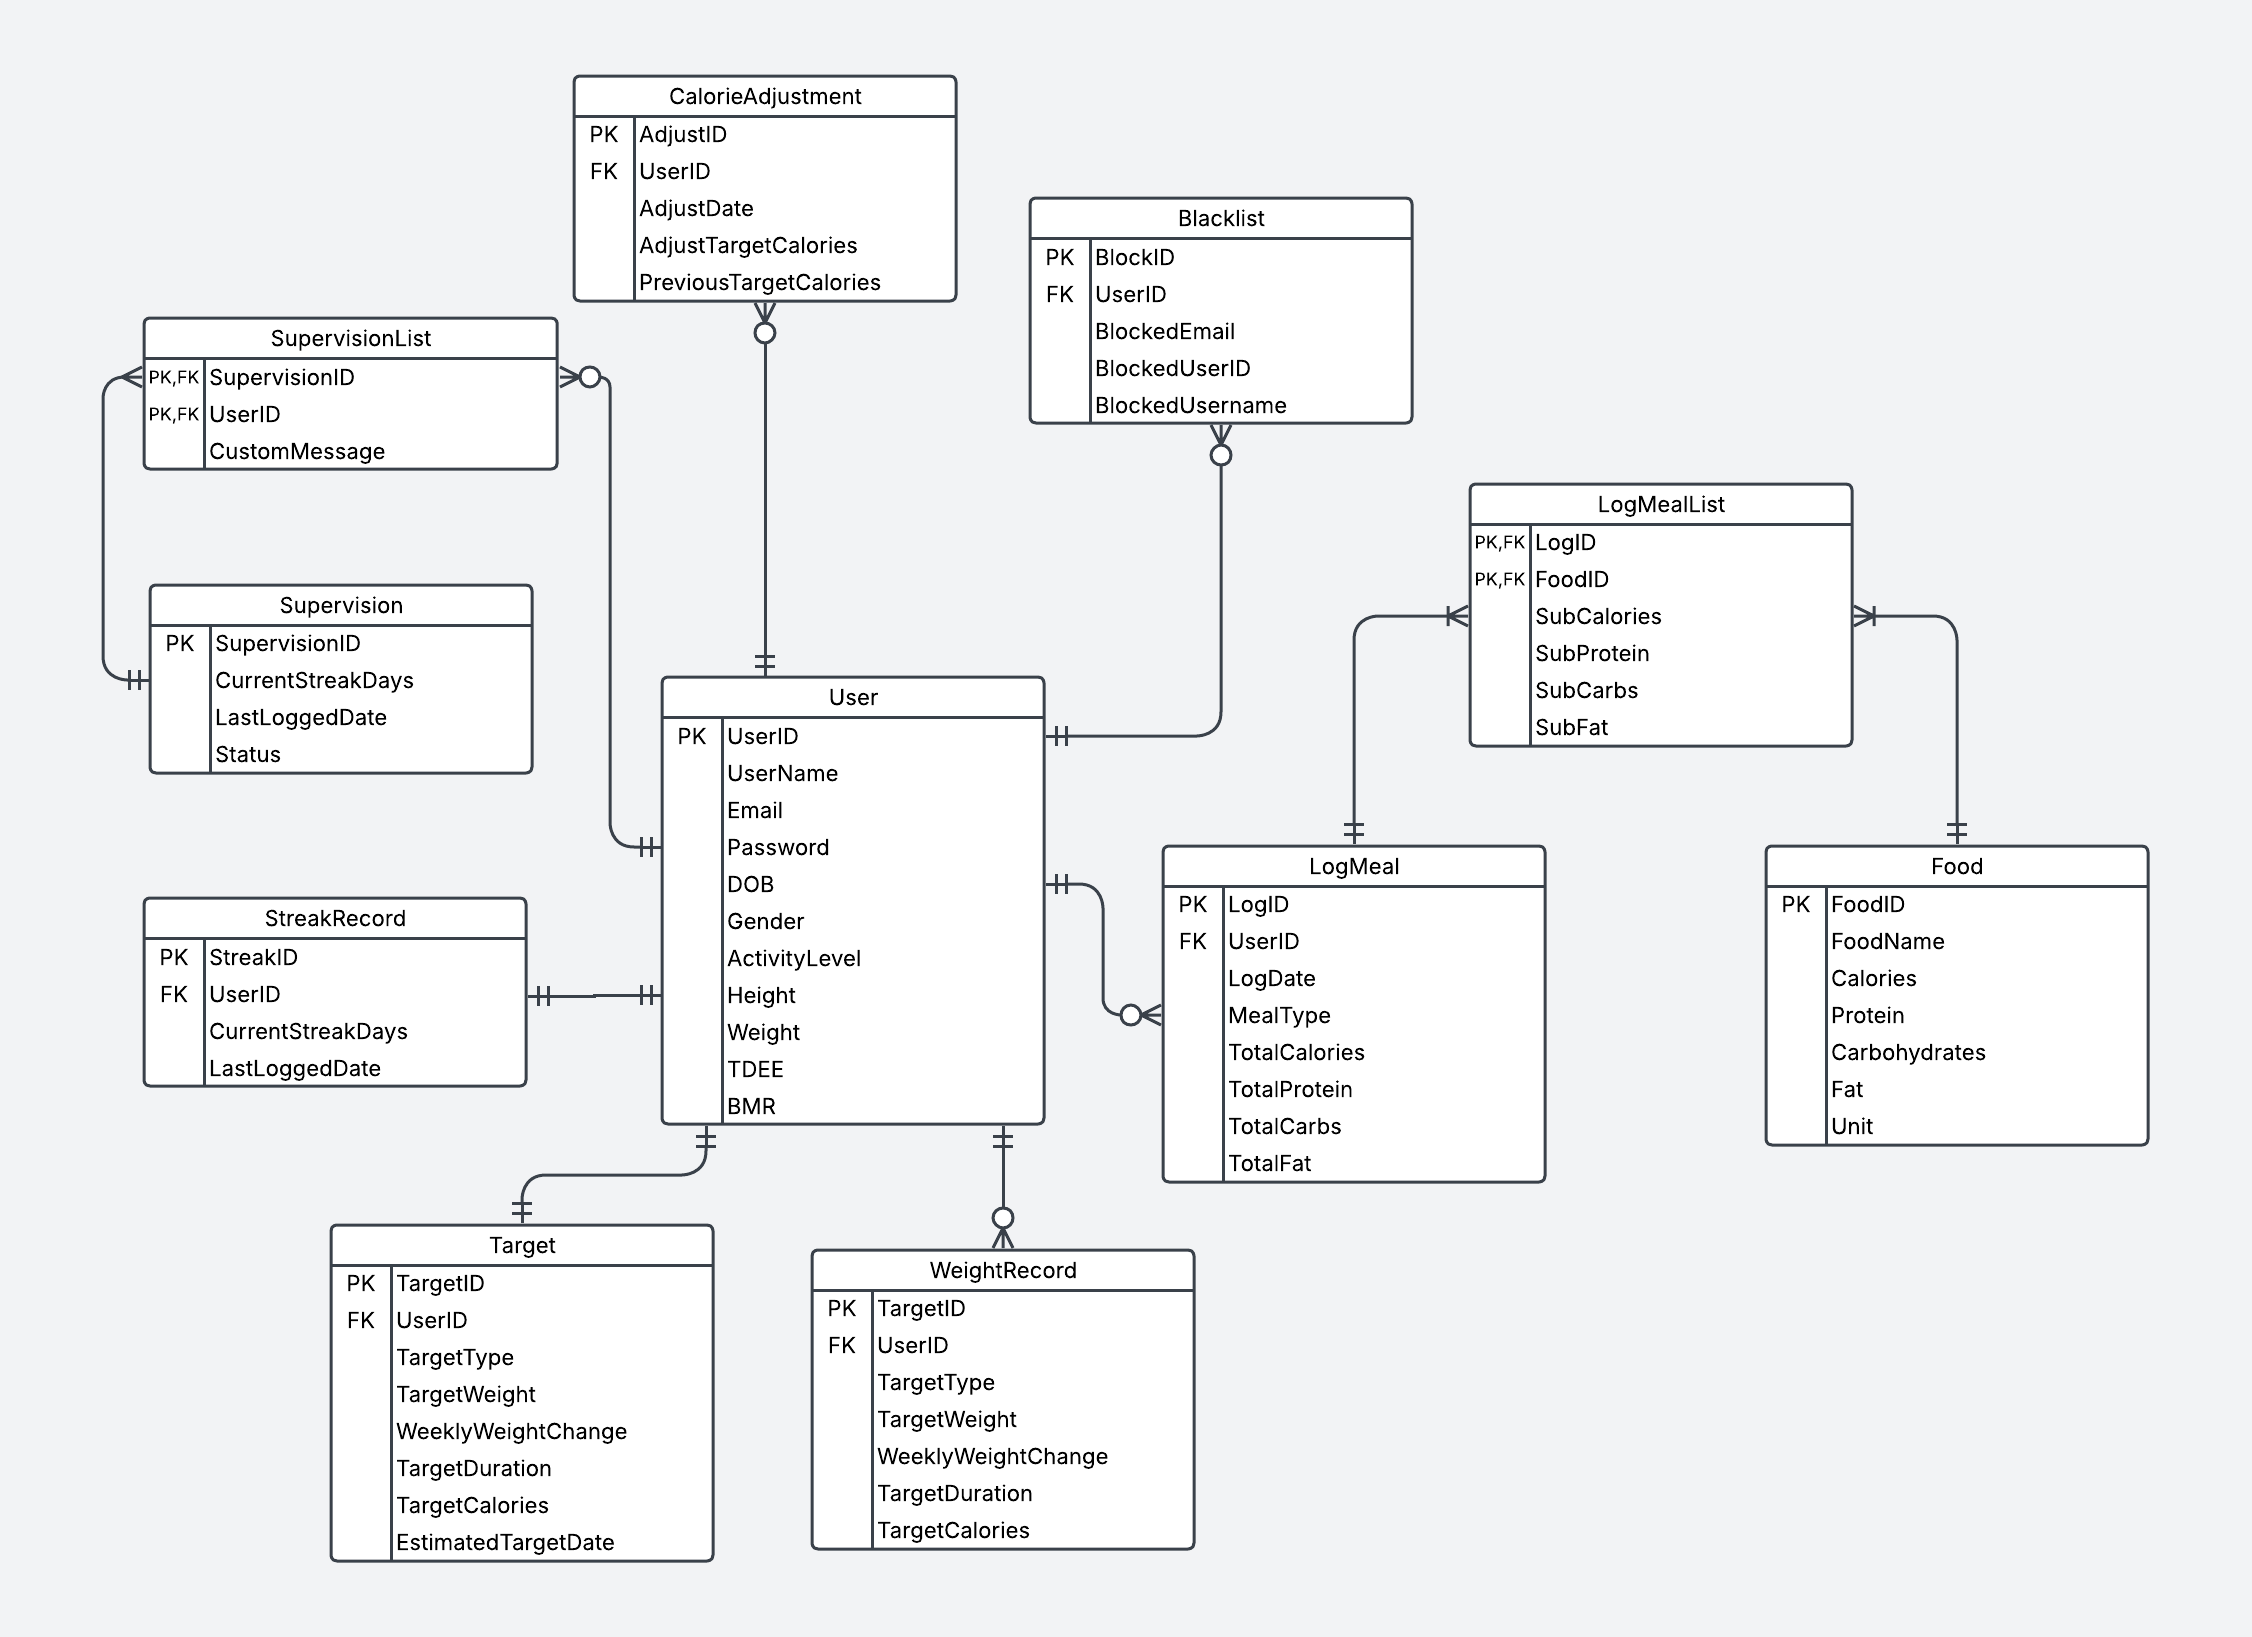 CalorieAdjustment
PK AdjustID
FK UserID
AdjustDate
AdjustTargetCalories
PreviousTargetCalories
Blacklist
PK BlockID
FK UserID
BlockedEmail
BlockedUserID
BlockedUsername
SupervisionList
PK,FK SupervisionID
PK,FK UserID
CustomMessage
LogMealList
PK,FK LogID
PK,FK FoodID
SubCalories
SubProtein
SubCarbs
SubFat
Supervision
PK SupervisionID
CurrentStreakDays
LastLoggedDate
Status
User
PK UserID
UserName
Email
Password
DOB
Gender
ActivityLevel
Height
Weight
TDEE
BMR
LogMeal
PK LogID
FK UserID
LogDate
MealType
TotalCalories
TotalProtein
TotalCarbs
TotalFat
Food
PK FoodID
FoodName
Calories
Protein
Carbohydrates
Fat
Unit
StreakRecord
PK StreakID
FK UserID
CurrentStreakDays
LastLoggedDate
Target
PK TargetID
FK UserID
TargetType
TargetWeight
WeeklyWeightChange
TargetDuration
TargetCalories
EstimatedTargetDate
WeightRecord
PK TargetID
FK UserID
TargetType
TargetWeight
WeeklyWeightChange
TargetDuration
TargetCalories